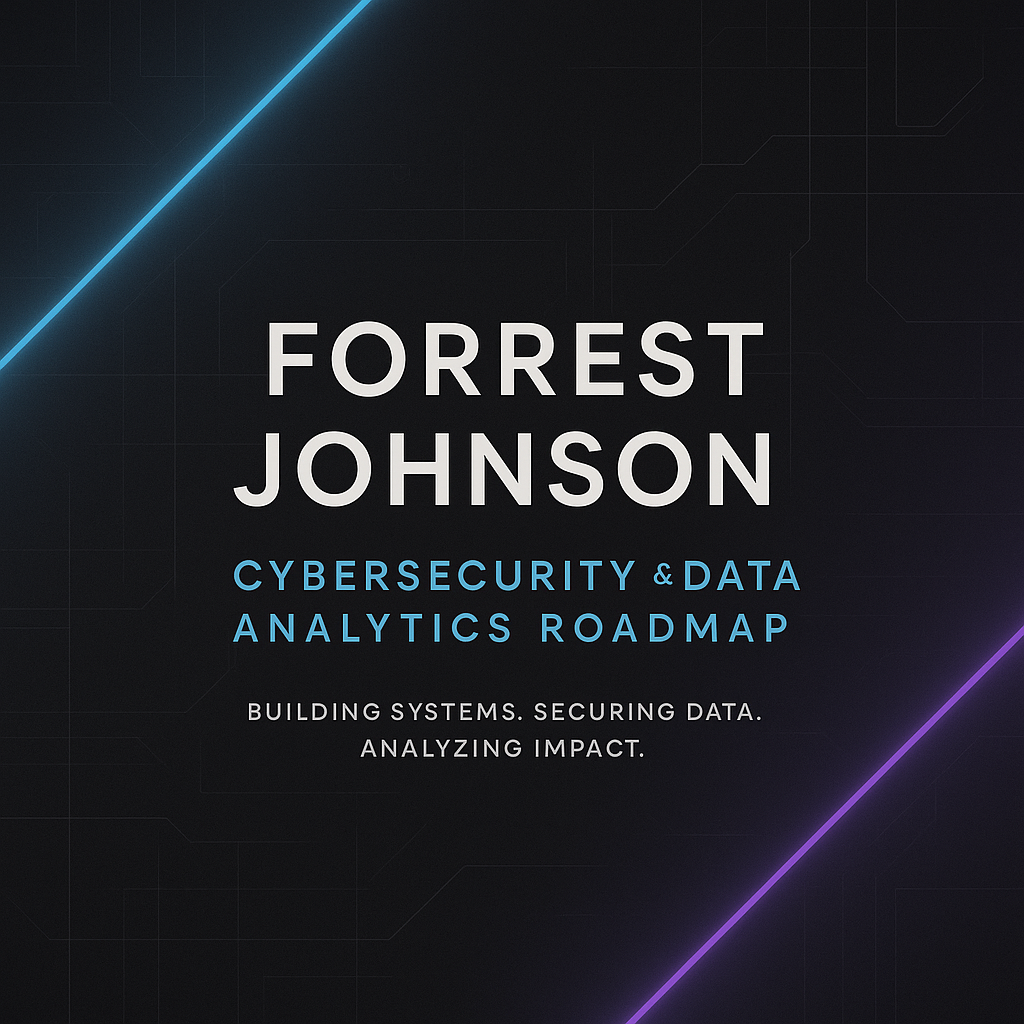 FORREST
JOHNSON
CYBERSECURITY & DATA
ANALYTICS ROADMAP
BUILDING SYSTEMS. SECURING DATA.
ANALYZING IMPACT.